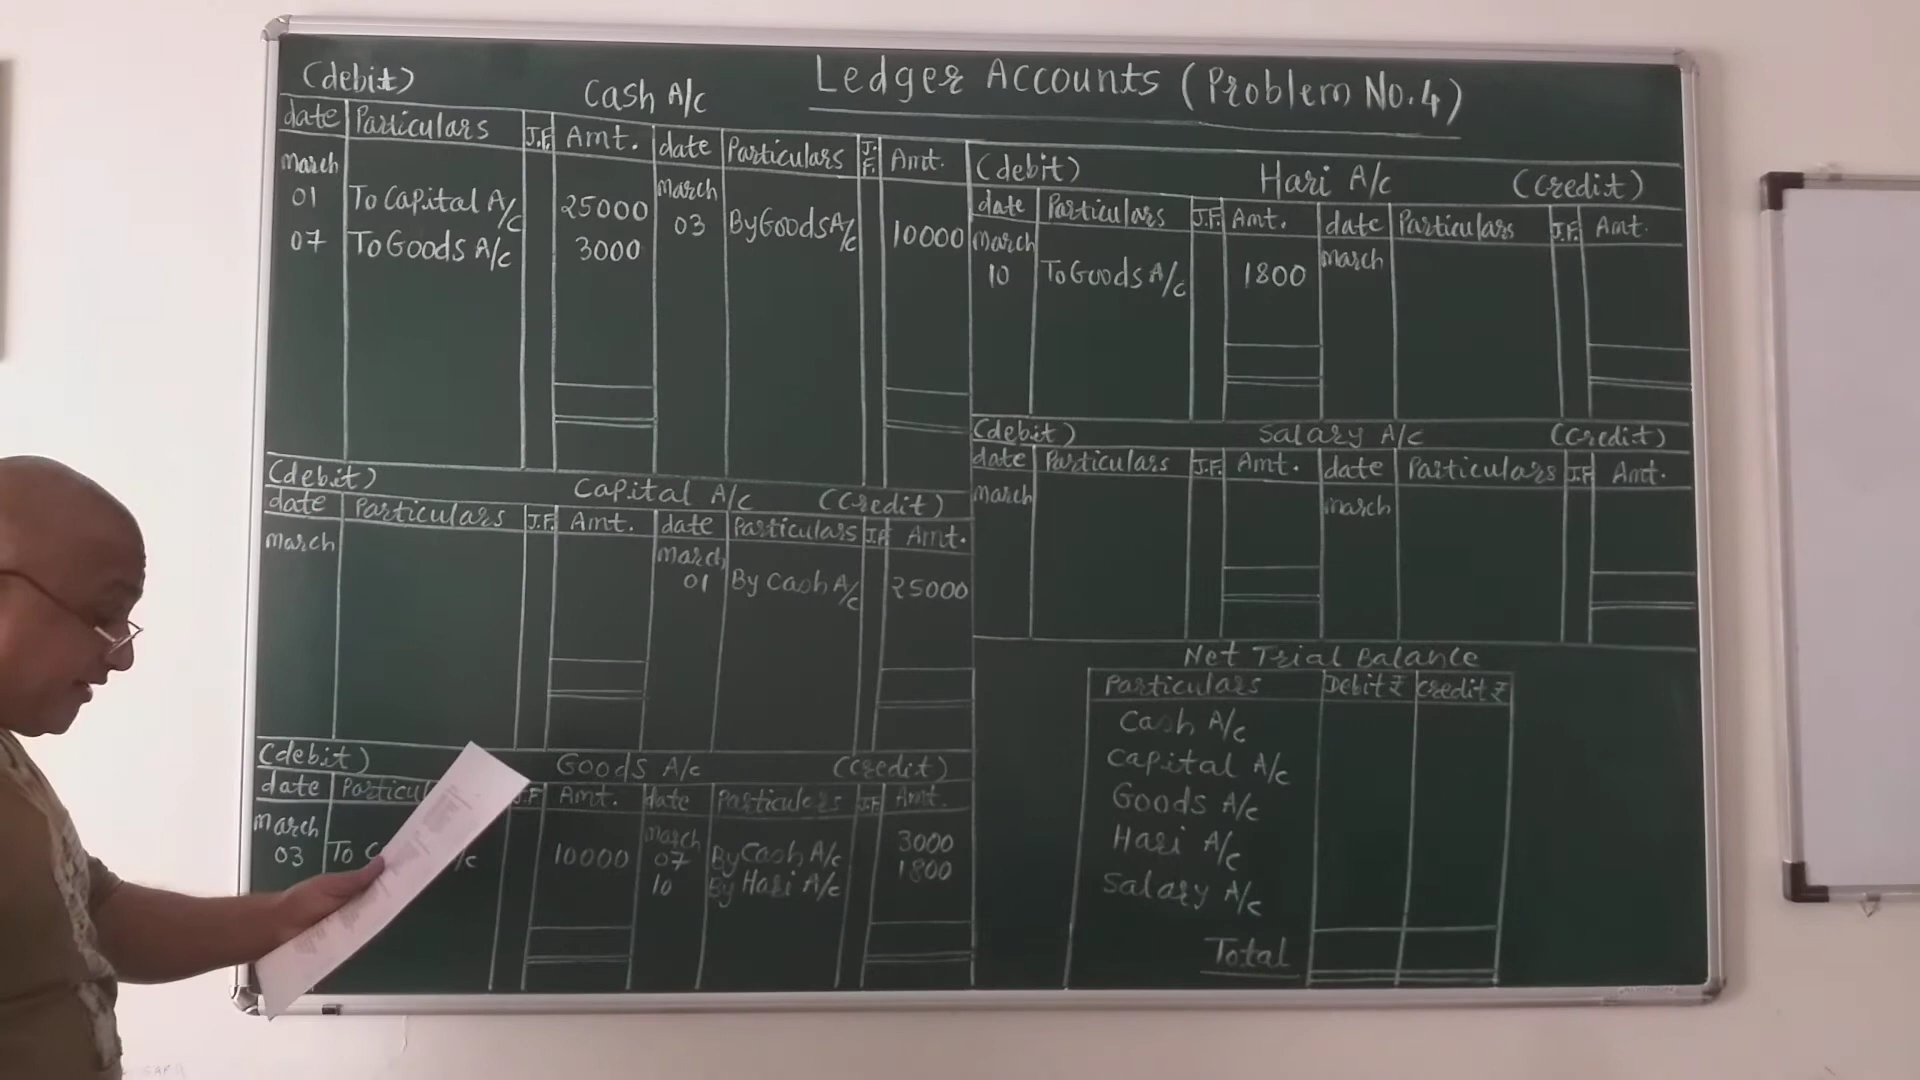 Ledger Accounts (Problem No.4)
(debit) Cash A/c
date Particulars J.F. Amt. date Particulars J.F. Amt.
March March
01 To Capital A/c 25000 03 By Goods A/c 10000
07 To Goods A/c 3000
(debit) Capital A/c (Credit)
date Particulars J.F. Amt. date Particulars J.F. Amt.
March March
01 By Cash A/c 25000
(debit) Goods A/c (Credit)
date J.F. Amt. date Particulars J.F. Amt.
March March
03 To 10000 07 By Cash A/c 3000
10 By Hari A/c 1800
(debit) Hari A/c (Credit)
date Particulars J.F. Amt. date Particulars J.F. Amt.
March March
10 To Goods A/c 1800
(debit) Salary A/c (Credit)
date Particulars J.F. Amt. date Particulars J.F. Amt.
March March
Net Trial Balance
Particulars Debit ₹ Credit ₹
Cash A/c
Capital A/c
Goods A/c
Hari A/c
Salary A/c
Total